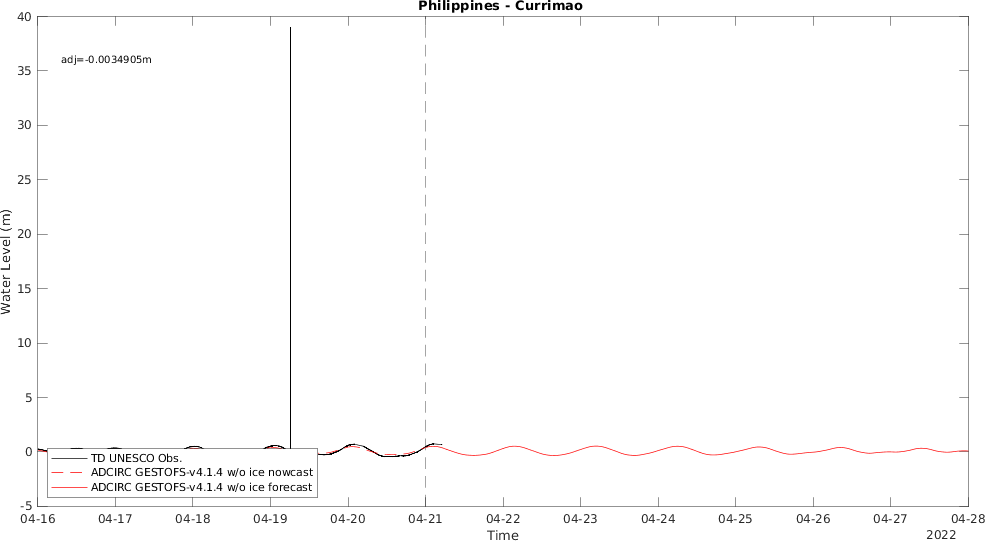 Philippines - Currimao
adj=-0.0034905m
Water Level (m)
40
35
30
25
20
15
10
5
0
-5
TD UNESCO Obs.
ADCIRC GESTOFS-v4.1.4 w/o ice nowcast
ADCIRC GESTOFS-v4.1.4 w/o ice forecast
04-16 04-17 04-18 04-19 04-20 04-21 04-22 04-23 04-24 04-25 04-26 04-27 04-28
Time
2022